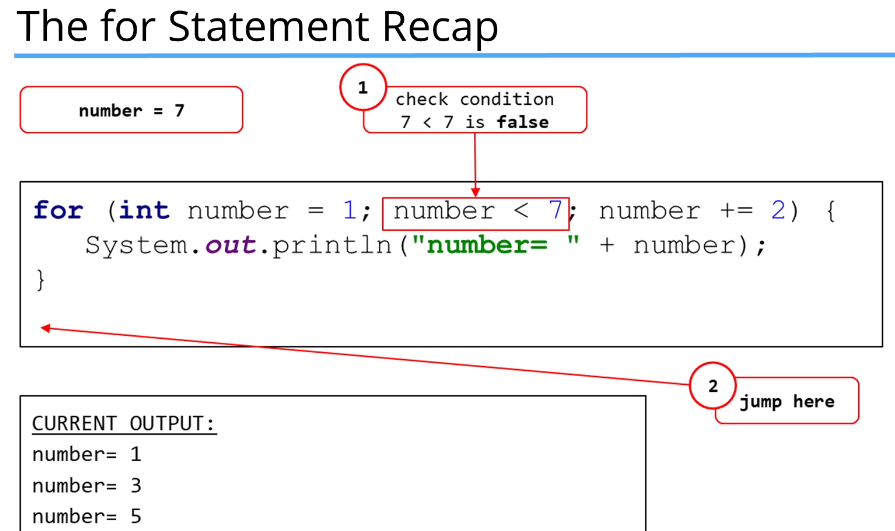 The for Statement Recap
number = 7
1
check condition
7 < 7 is false
for (int number = 1; number < 7; number += 2) {
    System.out.println("number= " + number);
}
2
jump here
CURRENT OUTPUT:
number= 1
number= 3
number= 5